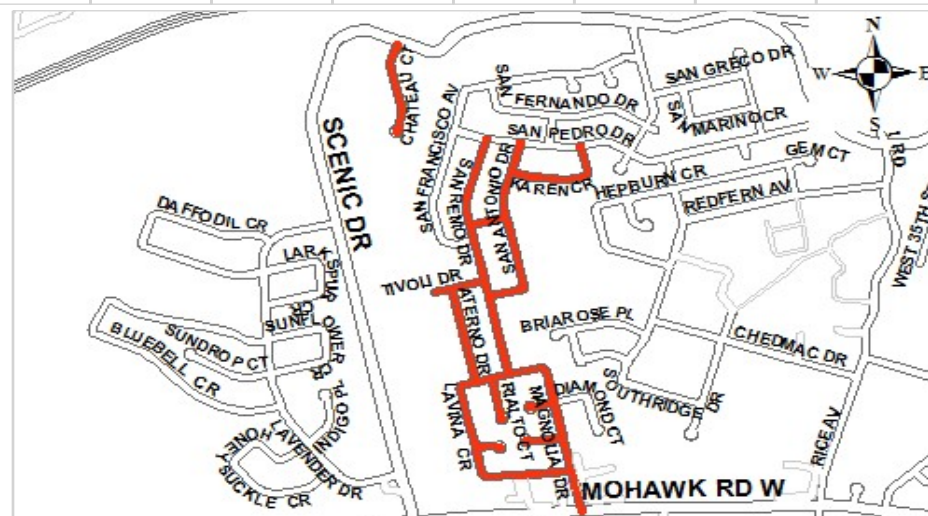 N
W
E
S
CHATEAU CT
SAN GRECO DR
SAN
FERNANDO DR
SAN FRANCISCO AV
SAN
MARINO CR
SAN PEDRO DR
SCENIC DR
GEM CT
KAREN CR
HEPBURN CR
REDFERN AV
SAN REMO DR
SAN ANTONIO DR
WEST 35TH S
DAFFODIL CR
LARKSPUR
TIVOLI DR
ATERNO DR
SUNFLOWER CR
BRIAROSE PL
CHEDMAC DR
SUNDROP CT
BLUEBELL CR
INDIGO PL
LAVINA CR
RIALTO CT
MAGNOLIA DR
DIAMOND CT
SOUTHRIDGE DR
LAVENDER DR
HONEYSUCKLE CR
RICE AV
MOHAWK RD W